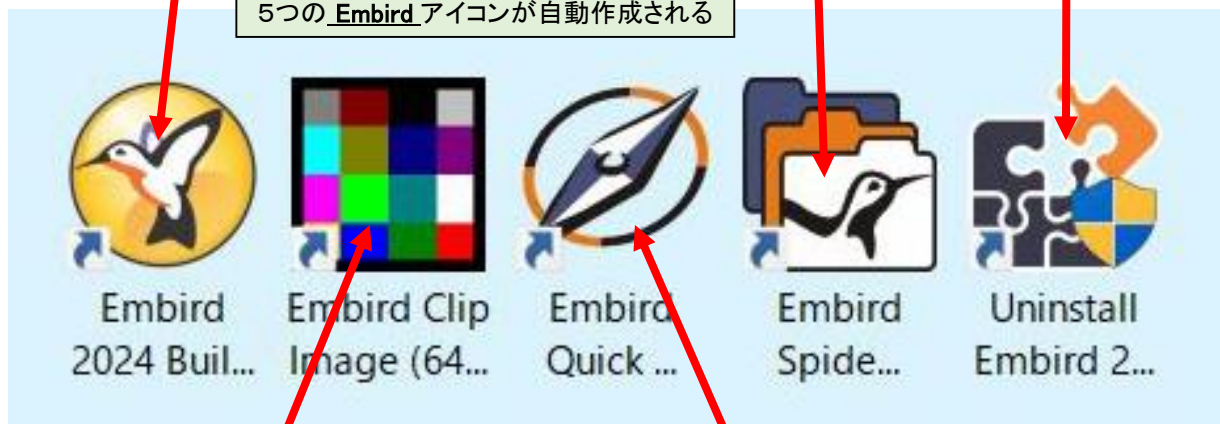 ５つの Embird アイコンが自動作成される
Embird
2024 Buil...
Embird Clip
Image (64...
Embird
Quick ...
Embird
Spide...
Uninstall
Embird 2...